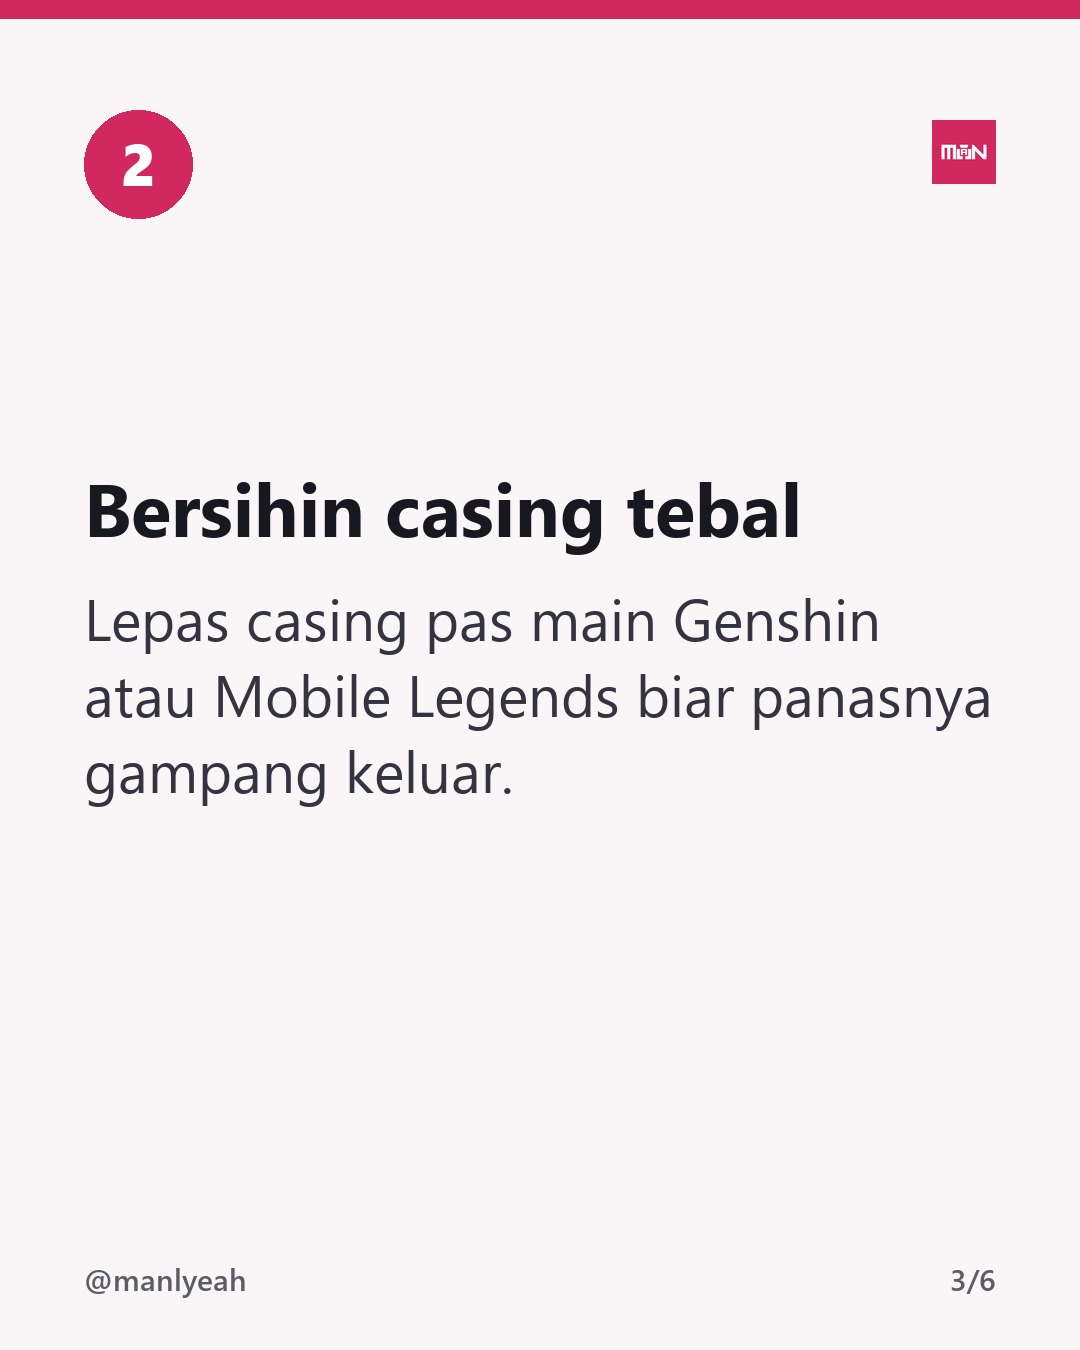 2
MAN
Bersihin casing tebal
Lepas casing pas main Genshin
atau Mobile Legends biar panasnya
gampang keluar.
@manlyeah
3/6